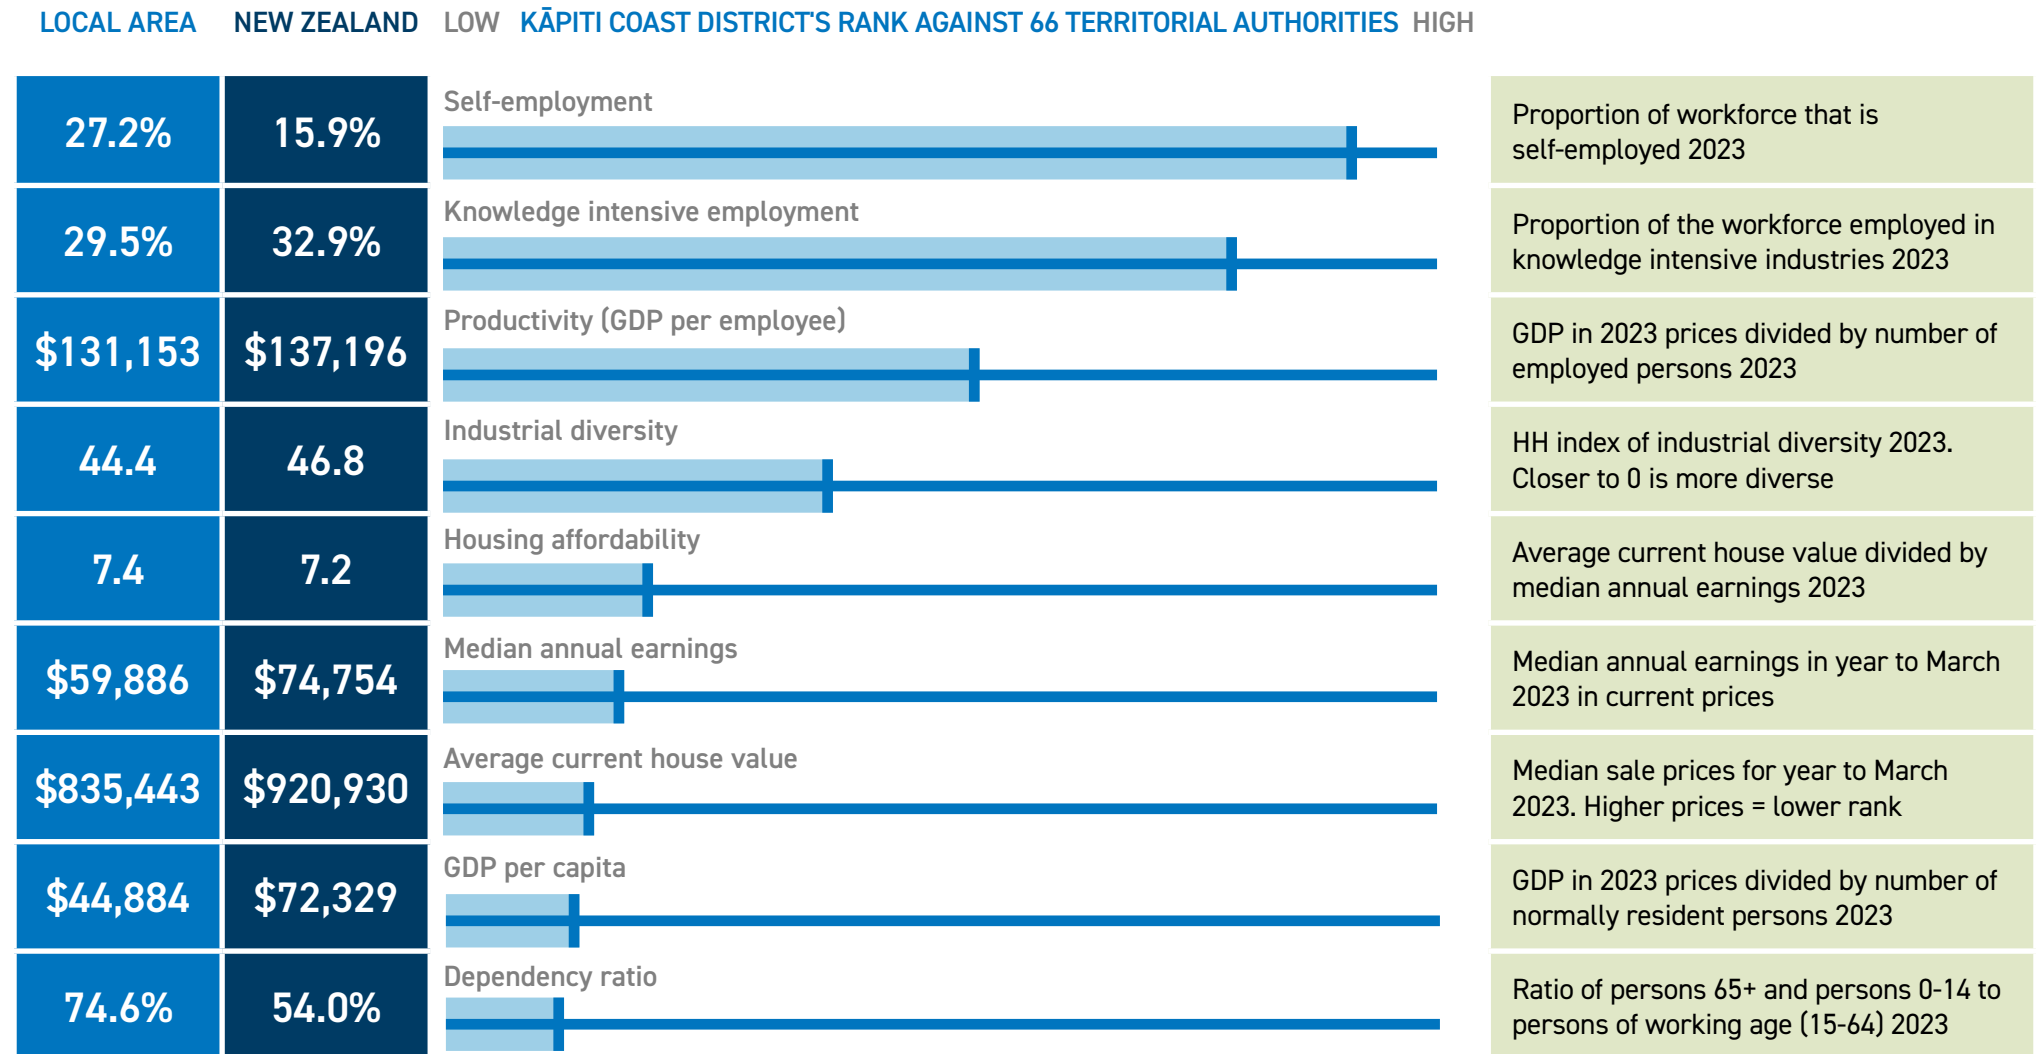 LOCAL AREA NEW ZEALAND LOW KĀPITI COAST DISTRICT'S RANK AGAINST 66 TERRITORIAL AUTHORITIES HIGH
27.2%
15.9%
Self-employment
Proportion of workforce that is
self-employed 2023
29.5%
32.9%
Knowledge intensive employment
Proportion of the workforce employed in
knowledge intensive industries 2023
$131,153
$137,196
Productivity (GDP per employee)
GDP in 2023 prices divided by number of
employed persons 2023
44.4
46.8
Industrial diversity
HH index of industrial diversity 2023.
Closer to 0 is more diverse
7.4
7.2
Housing affordability
Average current house value divided by
median annual earnings 2023
$59,886
$74,754
Median annual earnings
Median annual earnings in year to March
2023 in current prices
$835,443
$920,930
Average current house value
Median sale prices for year to March
2023. Higher prices = lower rank
$44,884
$72,329
GDP per capita
GDP in 2023 prices divided by number of
normally resident persons 2023
74.6%
54.0%
Dependency ratio
Ratio of persons 65+ and persons 0-14 to
persons of working age (15-64) 2023